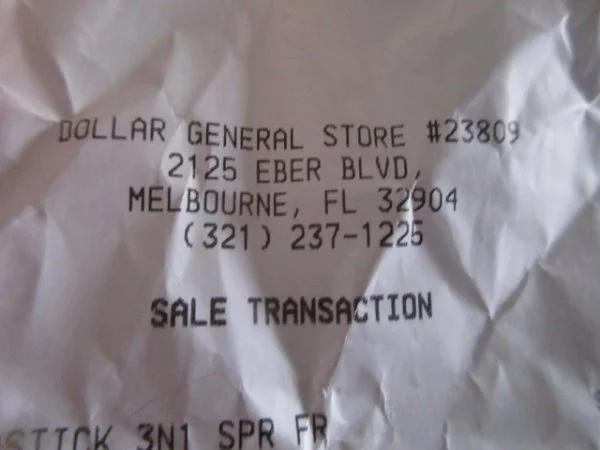 DOLLAR GENERAL STORE #23809
2125 EBER BLVD,
MELBOURNE, FL 32904
(321) 237-1225
SALE TRANSACTION
3N1 SPR FR